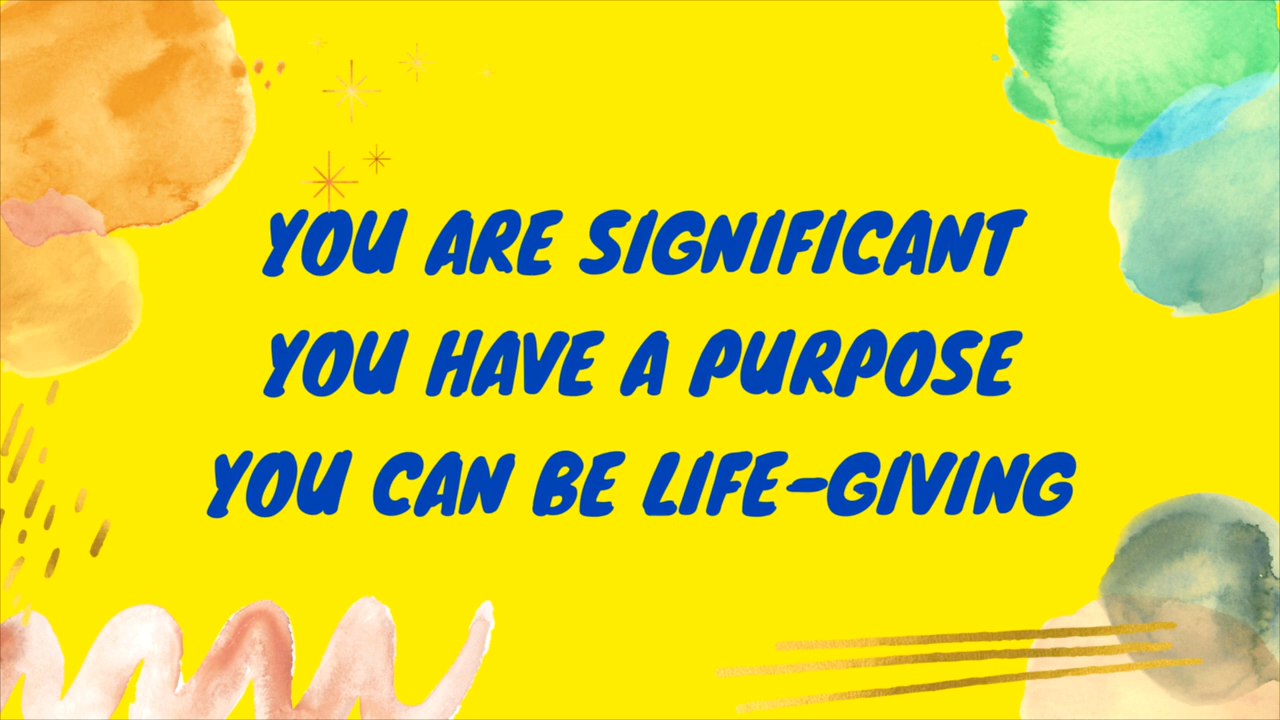 YOU ARE SIGNIFICANT
YOU HAVE A PURPOSE
YOU CAN BE LIFE-GIVING